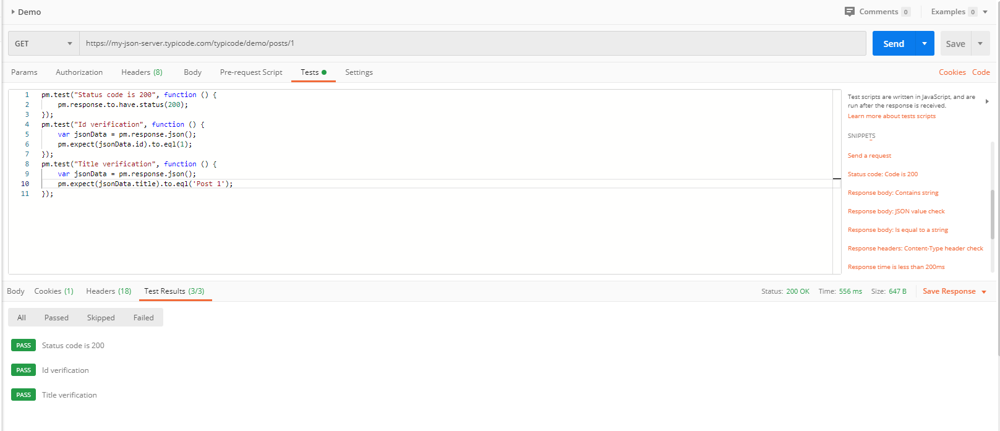 Demo
Comments 0
Examples 0
GET
https://my-json-server.typicode.com/typicode/demo/posts/1
Send
Save
Params Authorization Headers (8) Body Pre-request Script Tests Settings
Cookies Code
1 pm.test("Status code is 200", function () {
2 pm.response.to.have.status(200);
3 });
4 pm.test("Id verification", function () {
5 var jsonData = pm.response.json();
6 pm.expect(jsonData.id).to.eql(1);
7 });
8 pm.test("Title verification", function () {
9 var jsonData = pm.response.json();
10 pm.expect(jsonData.title).to.eql('Post 1');
11 });
Test scripts are written in JavaScript, and are
run after the response is received.
Learn more about tests scripts
SNIPPETS
Send a request
Status code: Code is 200
Response body: Contains string
Response body: JSON value check
Response body: Is equal to a string
Response headers: Content-Type header check
Response time is less than 200ms
Body Cookies (1) Headers (18) Test Results (3/3)
Status: 200 OK Time: 556 ms Size: 647 B Save Response
All Passed Skipped Failed
PASS Status code is 200
PASS Id verification
PASS Title verification